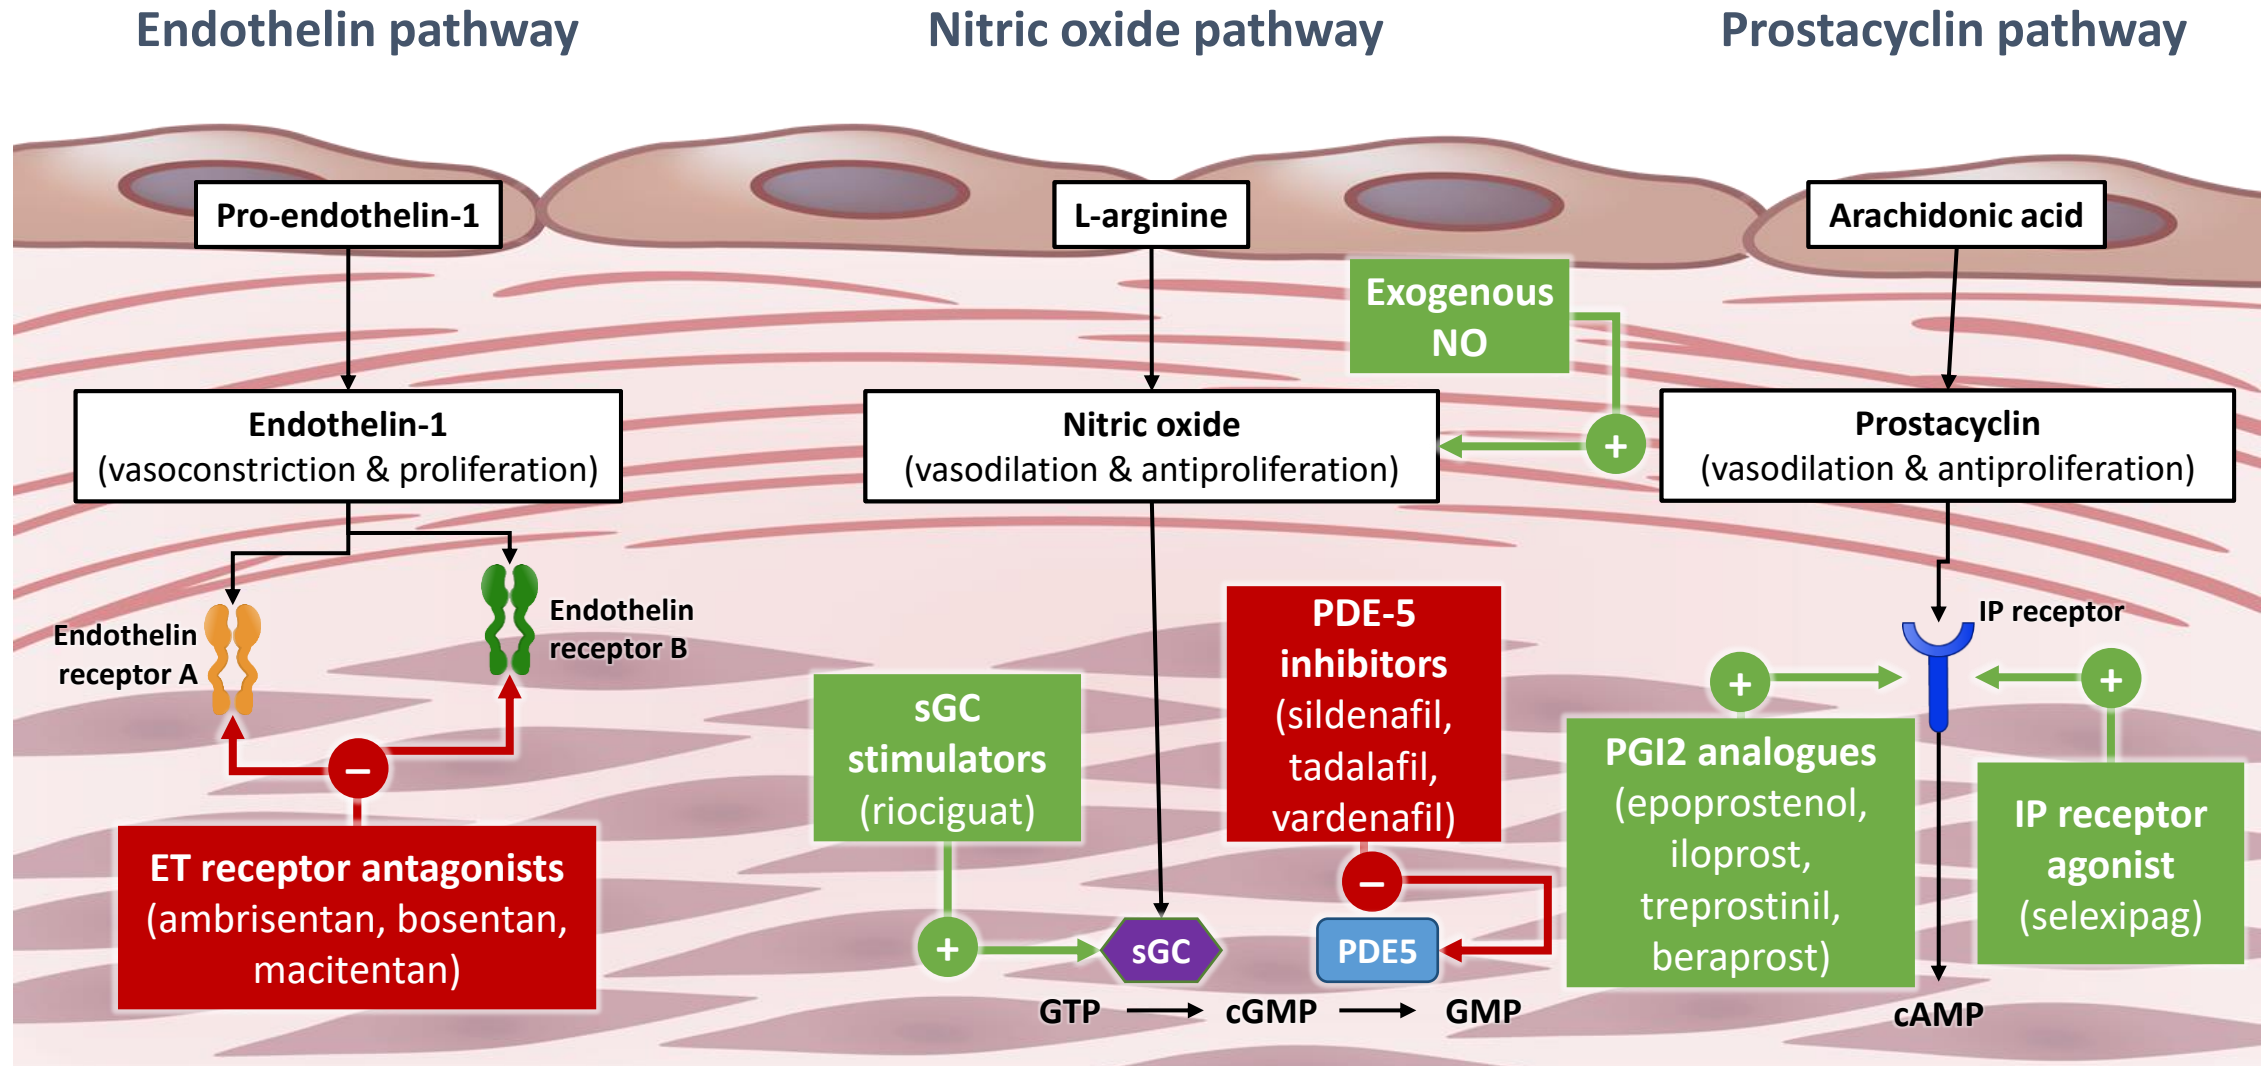 Endothelin pathway
Nitric oxide pathway
Prostacyclin pathway
Pro-endothelin-1
L-arginine
Arachidonic acid
Exogenous
NO
+
Endothelin-1
(vasoconstriction & proliferation)
Nitric oxide
(vasodilation & antiproliferation)
Prostacyclin
(vasodilation & antiproliferation)
Endothelin
receptor A
Endothelin
receptor B
–
ET receptor antagonists
(ambrisentan, bosentan,
macitentan)
sGC
stimulators
(riociguat)
+
sGC
PDE-5
inhibitors
(sildenafil,
tadalafil,
vardenafil)
–
PDE5
GTP
cGMP
GMP
IP receptor
+
+
PGI2 analogues
(epoprostenol,
iloprost,
treprostinil,
beraprost)
IP receptor
agonist
(selexipag)
cAMP